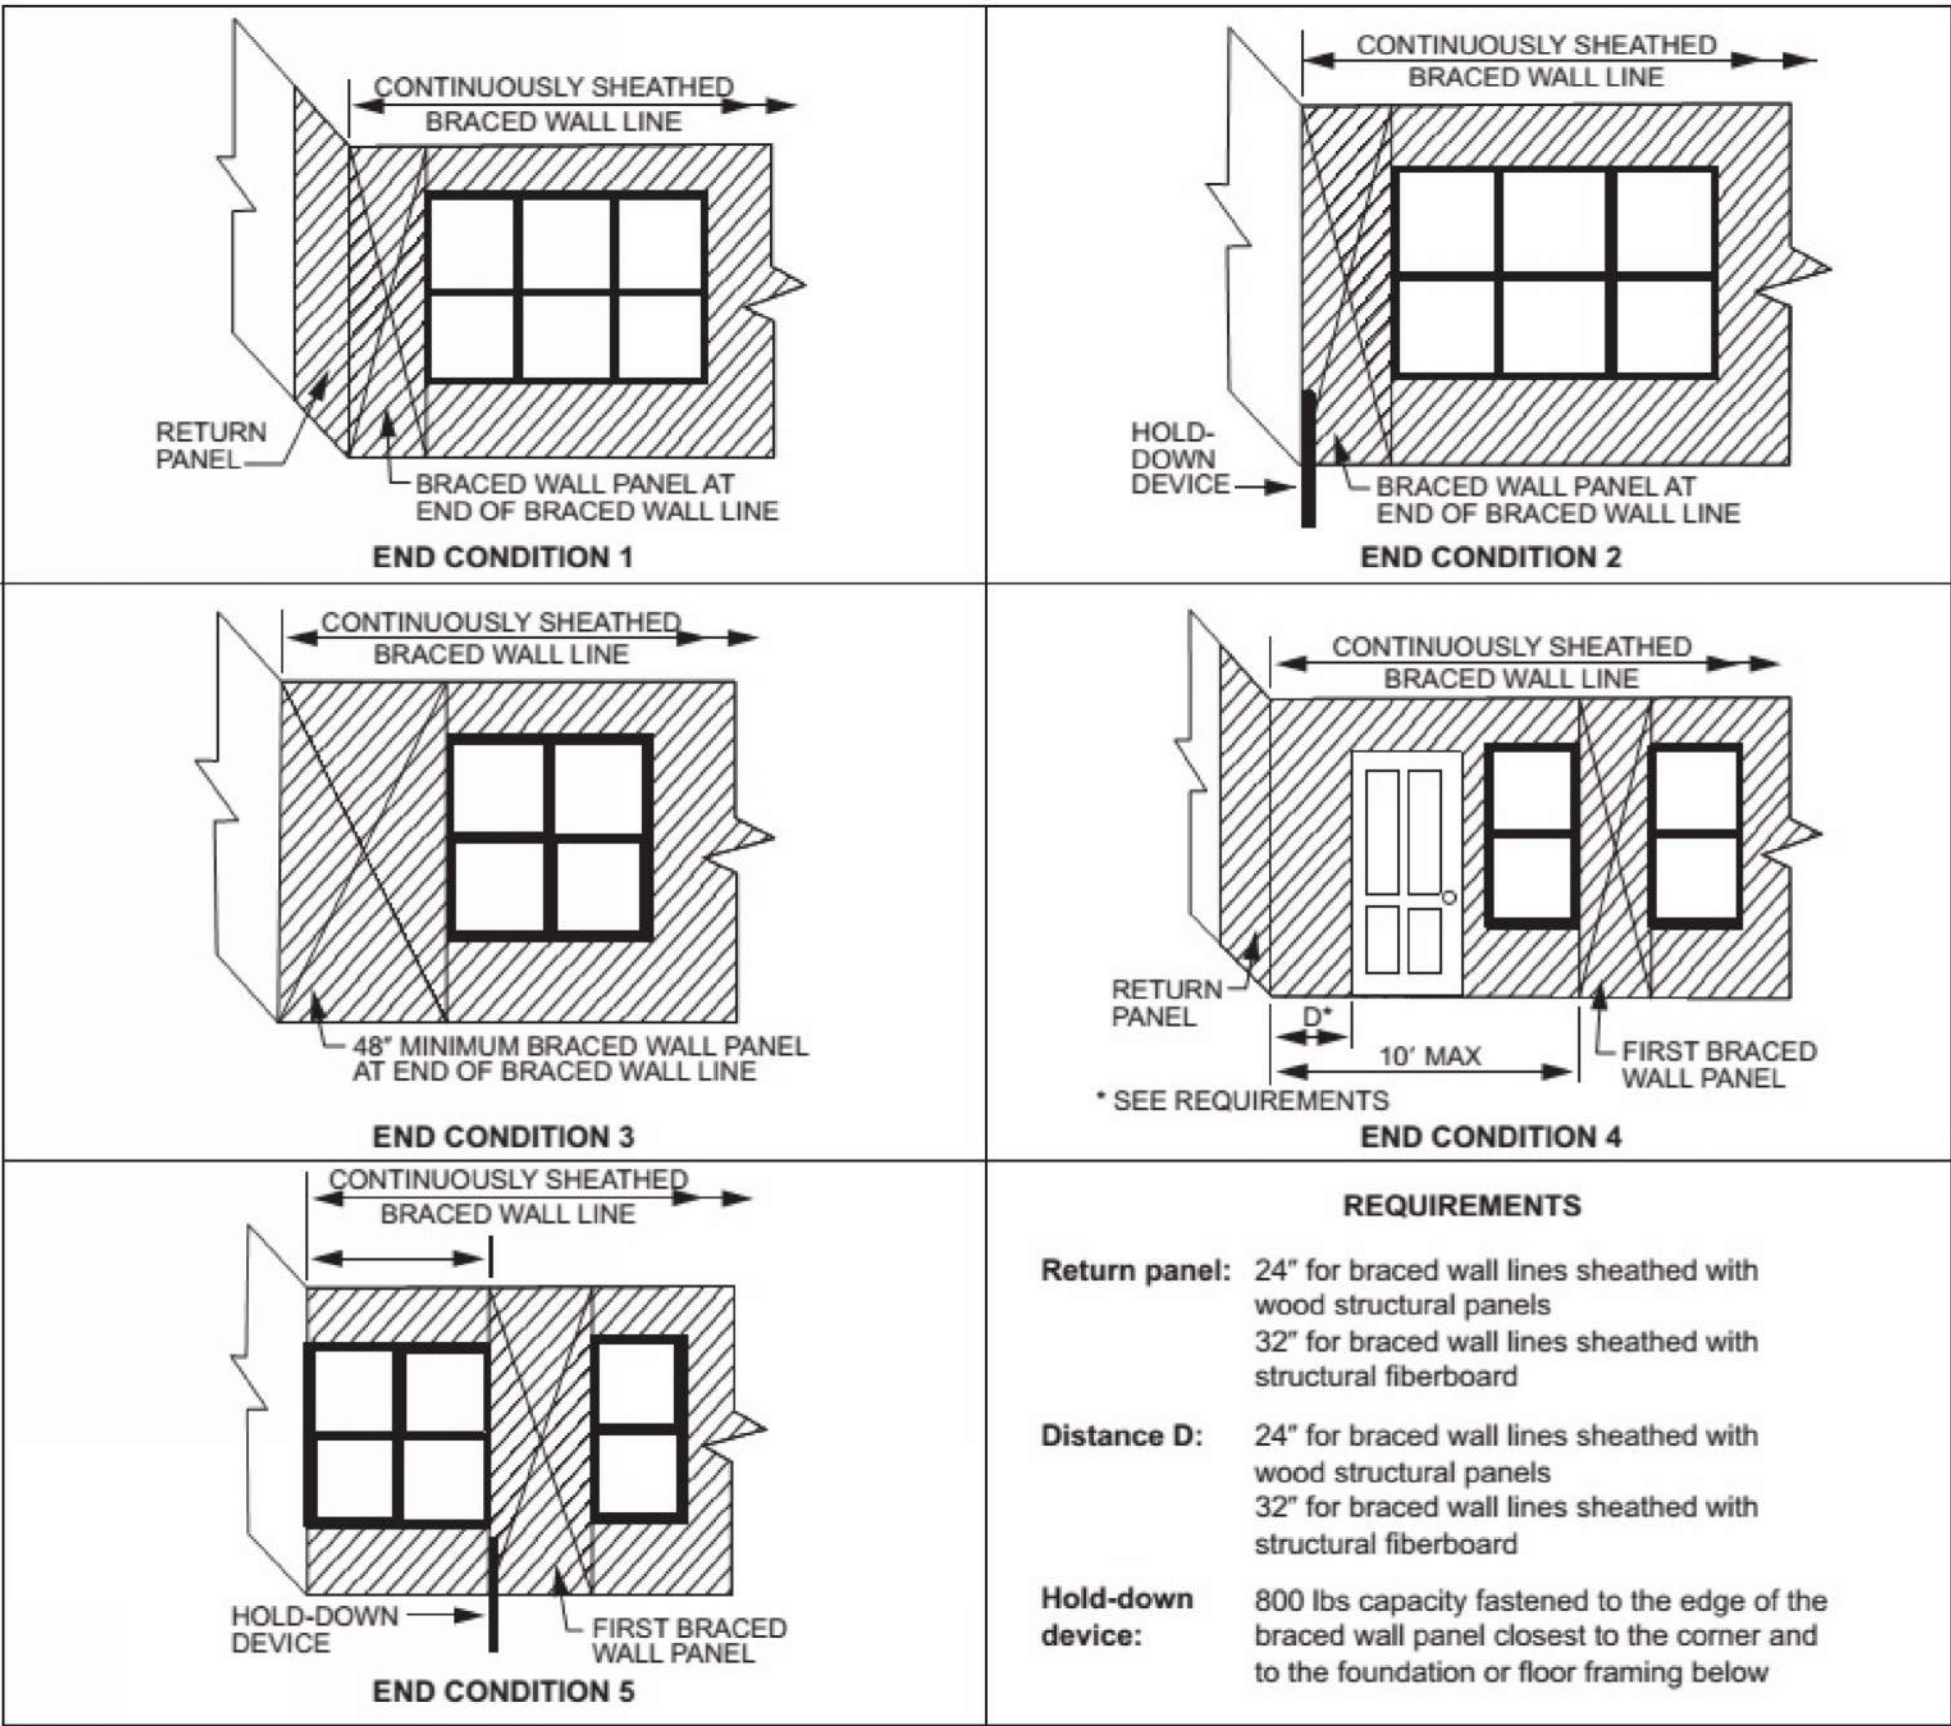 CONTINUOUSLY SHEATHED
BRACED WALL LINE
RETURN
PANEL
BRACED WALL PANEL AT
END OF BRACED WALL LINE
END CONDITION 1
CONTINUOUSLY SHEATHED
BRACED WALL LINE
HOLD-
DOWN
DEVICE
BRACED WALL PANEL AT
END OF BRACED WALL LINE
END CONDITION 2
CONTINUOUSLY SHEATHED
BRACED WALL LINE
48″ MINIMUM BRACED WALL PANEL
AT END OF BRACED WALL LINE
END CONDITION 3
CONTINUOUSLY SHEATHED
BRACED WALL LINE
RETURN
PANEL
D*
10′ MAX
FIRST BRACED
WALL PANEL
* SEE REQUIREMENTS
END CONDITION 4
CONTINUOUSLY SHEATHED
BRACED WALL LINE
HOLD-DOWN
DEVICE
FIRST BRACED
WALL PANEL
END CONDITION 5
REQUIREMENTS
Return panel: 24″ for braced wall lines sheathed with
wood structural panels
32″ for braced wall lines sheathed with
structural fiberboard
Distance D: 24″ for braced wall lines sheathed with
wood structural panels
32″ for braced wall lines sheathed with
structural fiberboard
Hold-down 800 lbs capacity fastened to the edge of the
device: braced wall panel closest to the corner and
to the foundation or floor framing below